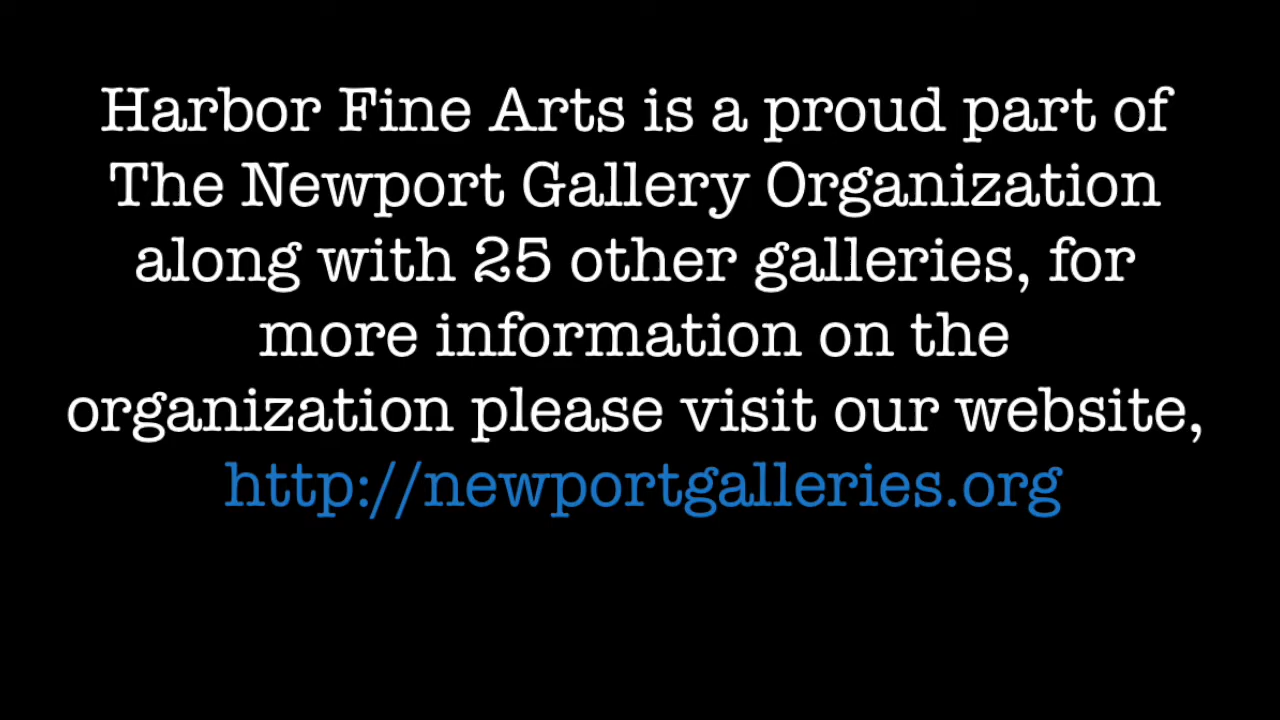 Harbor Fine Arts is a proud part of
The Newport Gallery Organization
along with 25 other galleries, for
more information on the
organization please visit our website,
http://newportgalleries.org